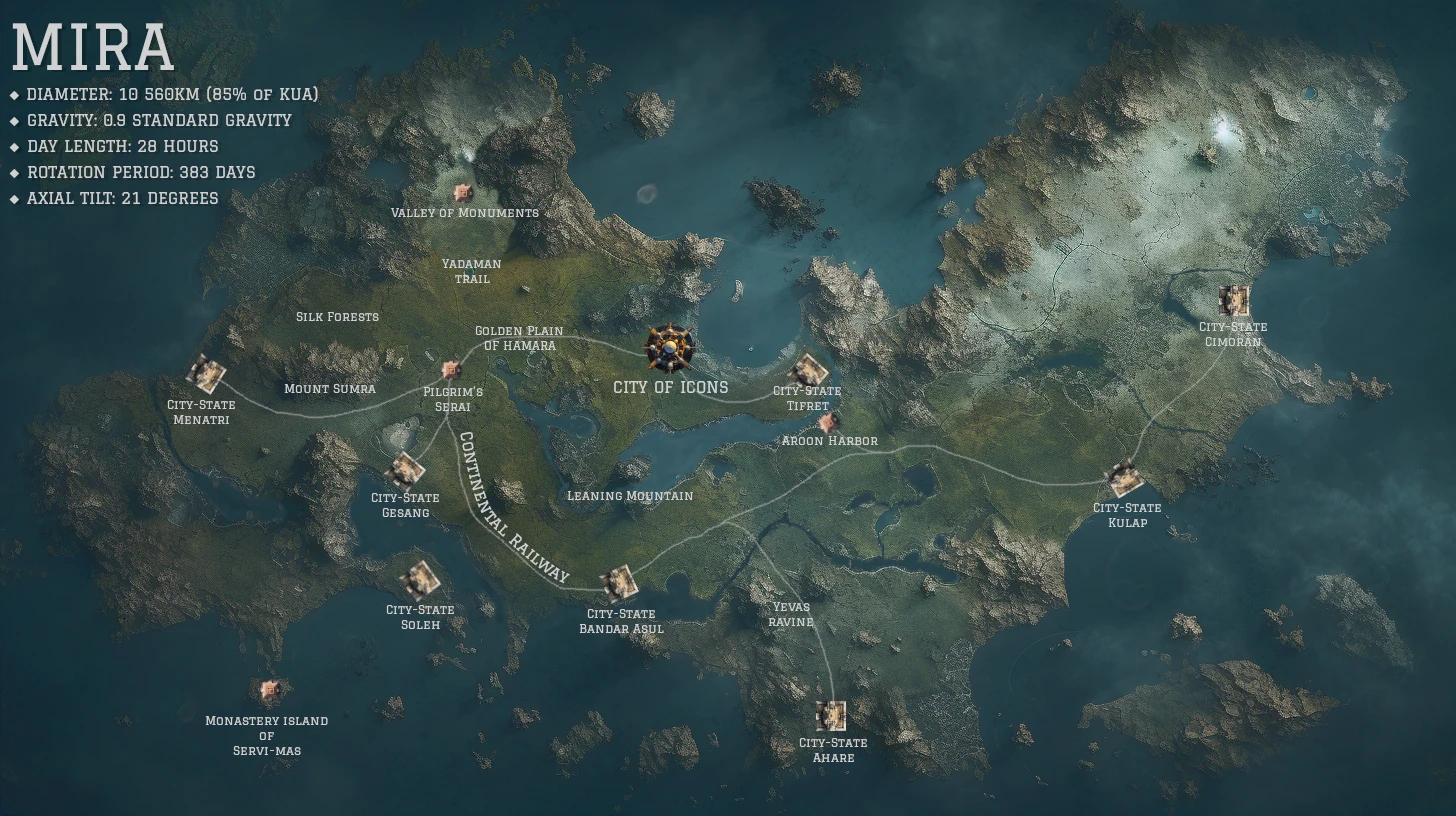 MIRA
◆ DIAMETER: 10 560KM (85% OF KUA)
◆ GRAVITY: 0.9 STANDARD GRAVITY
◆ DAY LENGTH: 28 HOURS
◆ ROTATION PERIOD: 383 DAYS
◆ AXIAL TILT: 21 DEGREES
VALLEY OF MONUMENTS
YADAMAN
TRAIL
SILK FORESTS
GOLDEN PLAIN
OF HAMARA
MOUNT SUMRA
CITY-STATE
MENATRI
PILGRIM'S
SERAI
CITY OF ICONS
CITY-STATE
TIFRET
AROON HARBOR
CITY-STATE
CIMORAN
CITY-STATE
GESANG
CONTINENTAL RAILWAY
LEANING MOUNTAIN
CITY-STATE
KULAP
CITY-STATE
SOLEH
CITY-STATE
BANDAR ASUL
YEVAS
RAVINE
MONASTERY ISLAND
OF
SERVI-MAS
CITY-STATE
AHARE